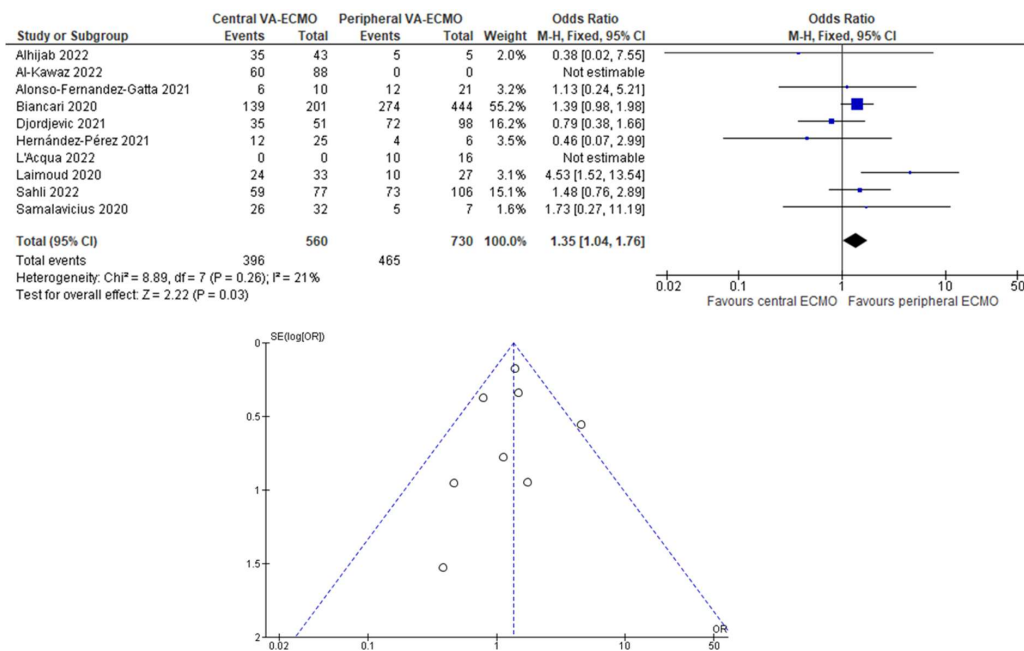 Central VA-ECMO Peripheral VA-ECMO Odds Ratio Odds Ratio
Study or Subgroup Events Total Events Total Weight M-H, Fixed, 95% CI M-H, Fixed, 95% CI
Alhijab 2022 35 43 5 5 2.0% 0.38 [0.02, 7.55]
Al-Kawaz 2022 60 88 0 0 Not estimable
Alonso-Fernandez-Gatta 2021 6 10 12 21 3.2% 1.13 [0.24, 5.21]
Biancari 2020 139 201 274 444 55.2% 1.39 [0.98, 1.98]
Djordjevic 2021 35 51 72 98 16.2% 0.79 [0.38, 1.66]
Hernández-Pérez 2021 12 25 4 6 3.5% 0.46 [0.07, 2.99]
L'Acqua 2022 0 0 10 16 Not estimable
Laimoud 2020 24 33 10 27 3.1% 4.53 [1.52, 13.54]
Sahli 2022 59 77 73 106 15.1% 1.48 [0.76, 2.89]
Samalavicius 2020 26 32 5 7 1.6% 1.73 [0.27, 11.19]
Total (95% CI) 560 730 100.0% 1.35 [1.04, 1.76]
Total events 396 465
Heterogeneity: Chi² = 8.89, df = 7 (P = 0.26); I² = 21%
Test for overall effect: Z = 2.22 (P = 0.03)
0.02 0.1 1 10 50
Favours central ECMO Favours peripheral ECMO
SE(log[OR])
0
0.5
1
1.5
2
OR
0.02 0.1 1 10 50